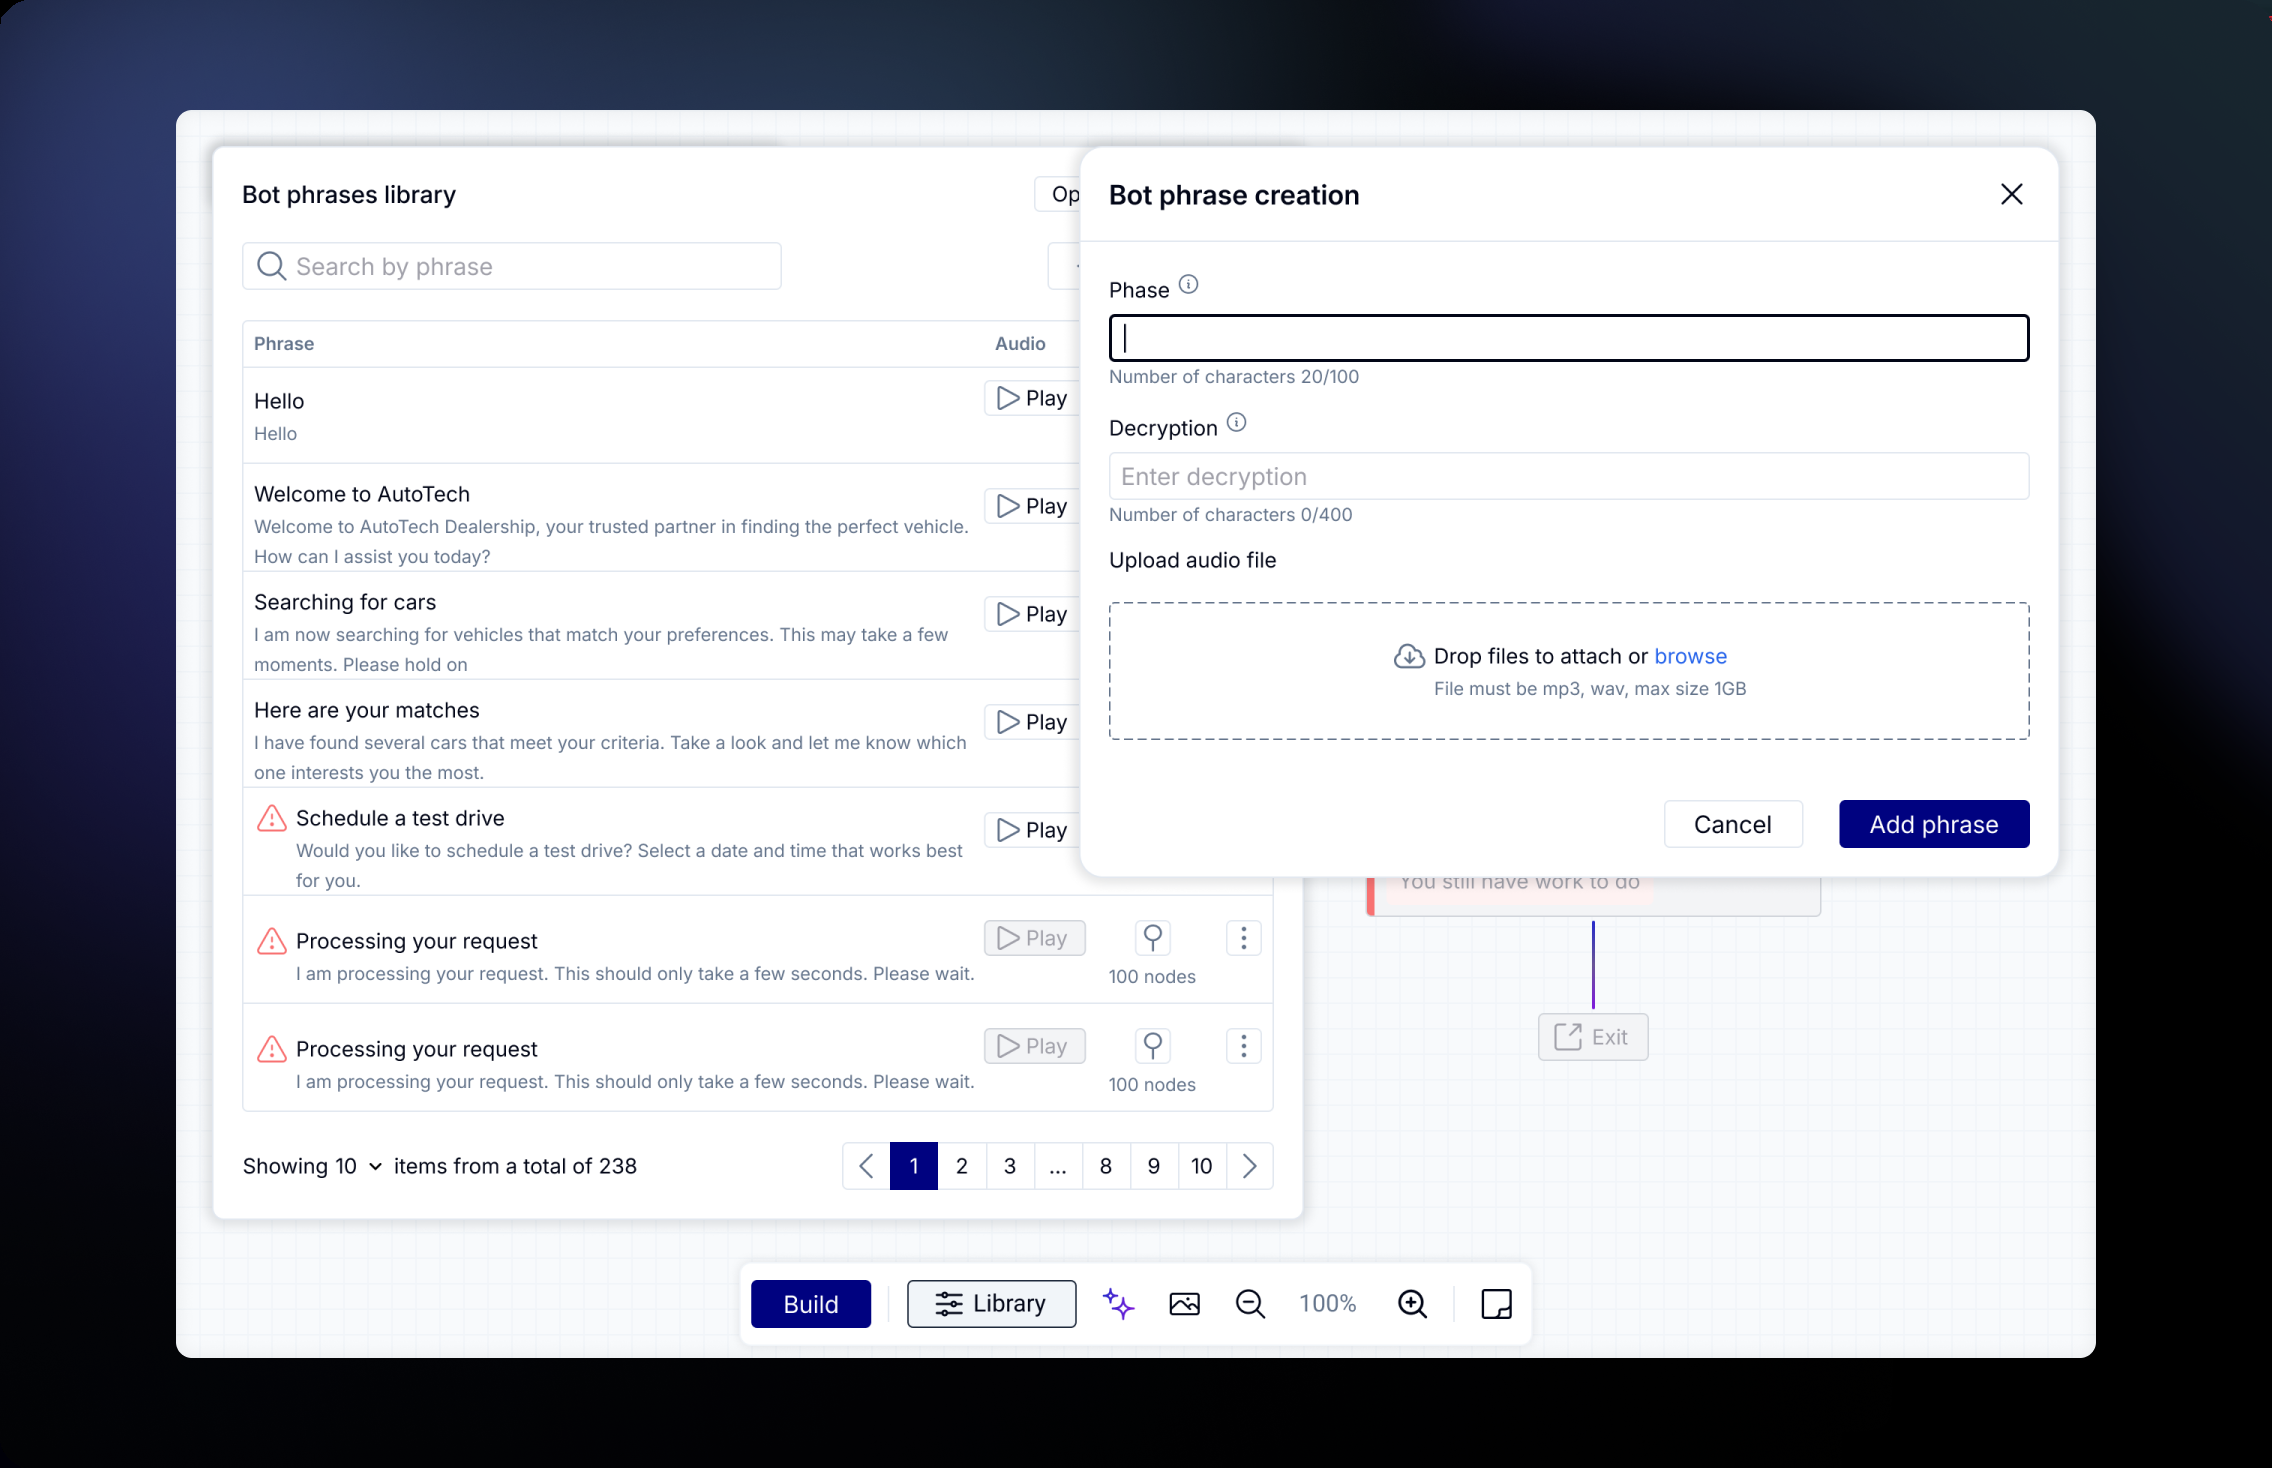 Bot phrases library
Search by phrase
Phrase Audio
Hello
Hello
Play
Welcome to AutoTech
Welcome to AutoTech Dealership, your trusted partner in finding the perfect vehicle.
How can I assist you today?
Play
Searching for cars
I am now searching for vehicles that match your preferences. This may take a few
moments. Please hold on
Play
Here are your matches
I have found several cars that meet your criteria. Take a look and let me know which
one interests you the most.
Play
Schedule a test drive
Would you like to schedule a test drive? Select a date and time that works best
for you.
Play
Processing your request
I am processing your request. This should only take a few seconds. Please wait.
Play
100 nodes
Processing your request
I am processing your request. This should only take a few seconds. Please wait.
Play
100 nodes
Showing 10 items from a total of 238
1 2 3 ... 8 9 10
Bot phrase creation
Phase
Number of characters 20/100
Decryption
Enter decryption
Number of characters 0/400
Upload audio file
Drop files to attach or browse
File must be mp3, wav, max size 1GB
Cancel Add phrase
You still have work to do
Exit
Build Library 100%